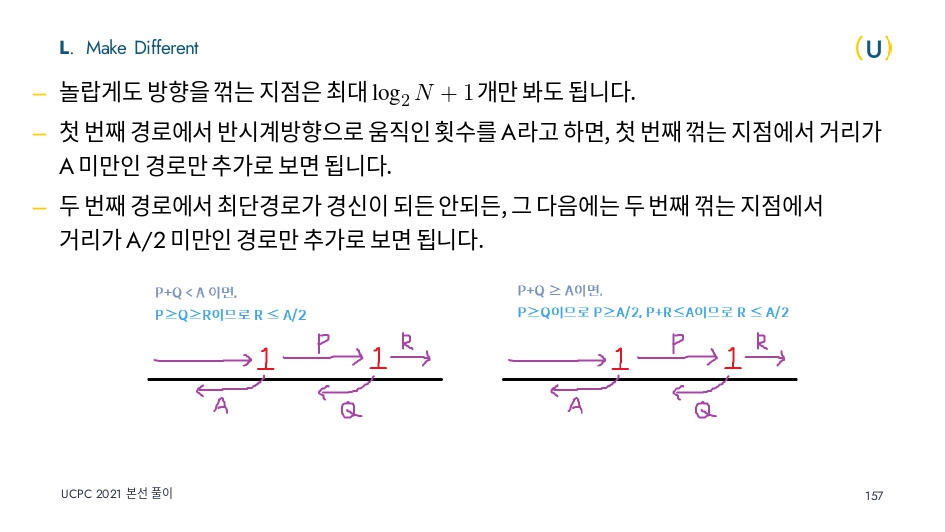 L. Make Different
(U)
— 놀랍게도 방향을 꺾는 지점은 최대 log₂ N + 1개만 봐도 됩니다.
— 첫 번째 경로에서 반시계방향으로 움직인 횟수를 A라고 하면, 첫 번째 꺾는 지점에서 거리가
A 미만인 경로만 추가로 보면 됩니다.
— 두 번째 경로에서 최단경로가 경신이 되든 안되든, 그 다음에는 두 번째 꺾는 지점에서
거리가 A/2 미만인 경로만 추가로 보면 됩니다.
P+Q < A 이면,
P≥Q≥R이므로 R ≤ A/2
1 P 1 R
A Q
P+Q ≥ A이면,
P≥Q이므로 P≥A/2, P+R≤A이므로 R ≤ A/2
1 P 1 R
A Q
UCPC 2021 본선 풀이
157